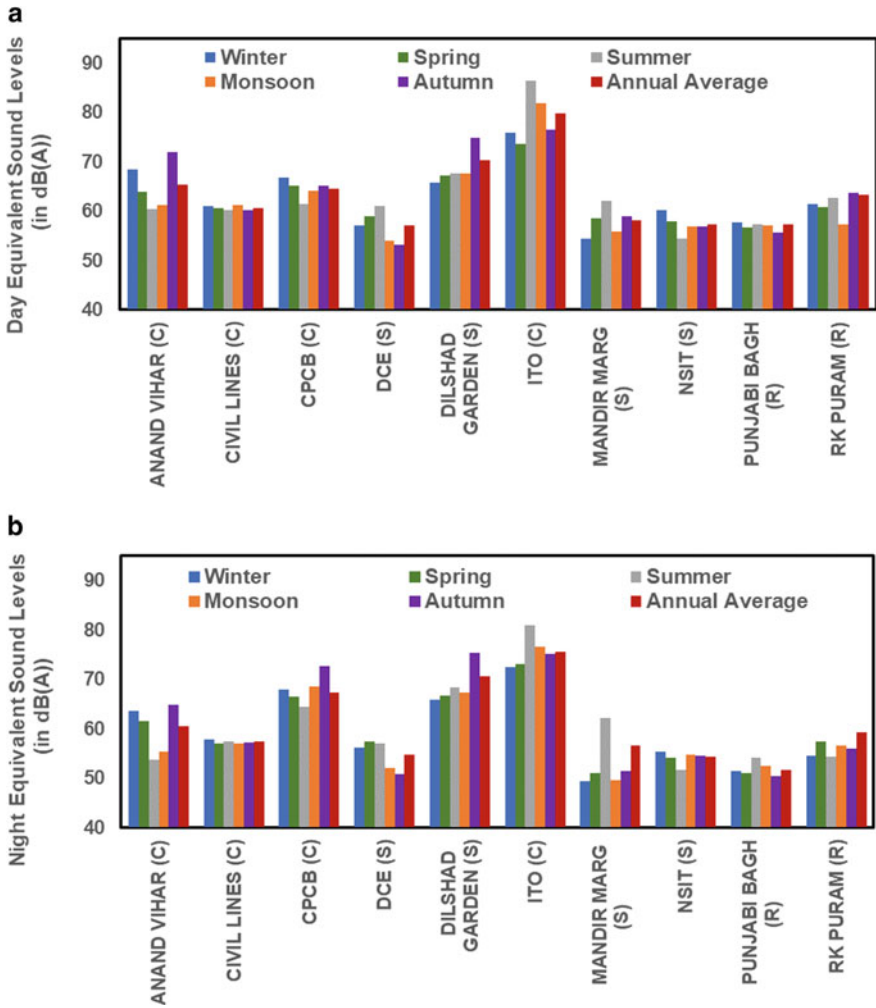 a
Day Equivalent Sound Levels
(in dB(A))
90
80
70
60
50
40
Winter
Spring
Summer
Monsoon
Autumn
Annual Average
ANAND VIHAR (C)
CIVIL LINES (C)
CPCB (C)
DCE (S)
DILSHAD
GARDEN (S)
ITO (C)
MANDIR MARG
(S)
NSIT (S)
PUNJABI BAGH
(R)
RK PURAM (R)
b
Night Equivalent Sound Levels
(in dB(A))
90
80
70
60
50
40
Winter
Spring
Summer
Monsoon
Autumn
Annual Average
ANAND VIHAR (C)
CIVIL LINES (C)
CPCB (C)
DCE (S)
DILSHAD
GARDEN (S)
ITO (C)
MANDIR MARG
(S)
NSIT (S)
PUNJABI BAGH
(R)
RK PURAM (R)